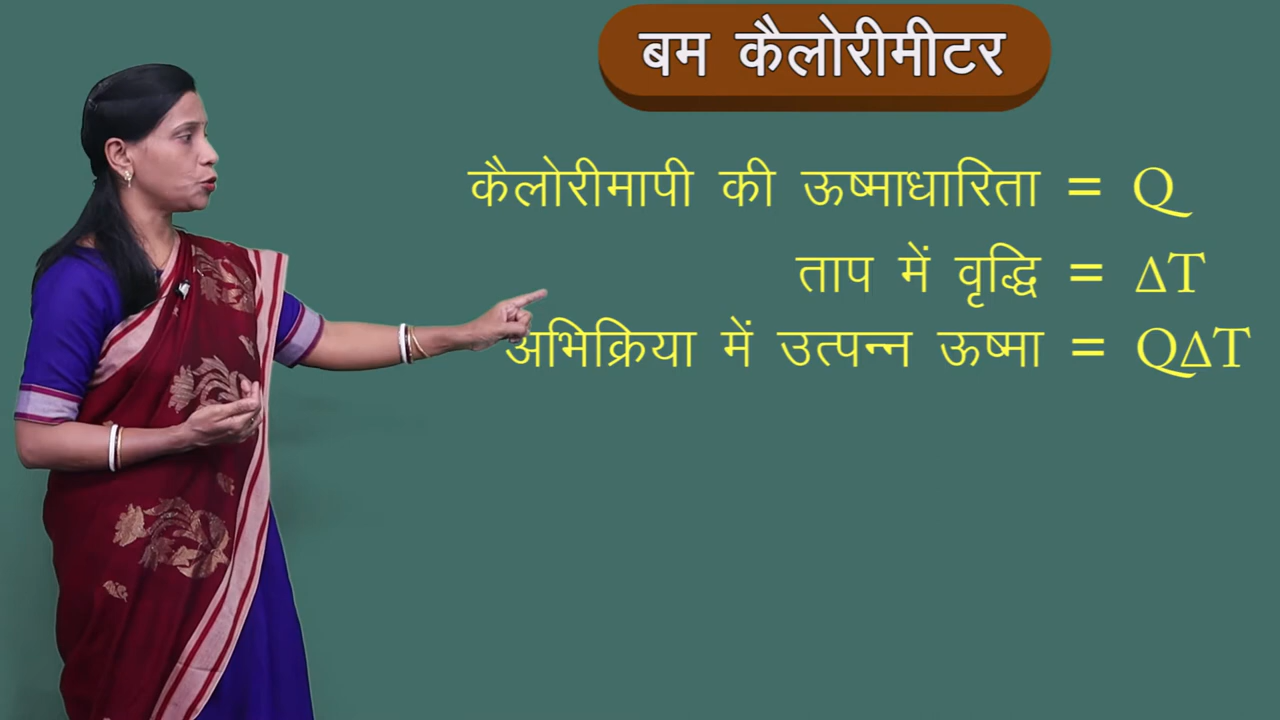 बम कैलोरीमीटर
कैलोरीमापी की ऊष्माधारिता = Q
ताप में वृद्धि = ΔT
अभिक्रिया में उत्पन्न ऊष्मा = QΔT